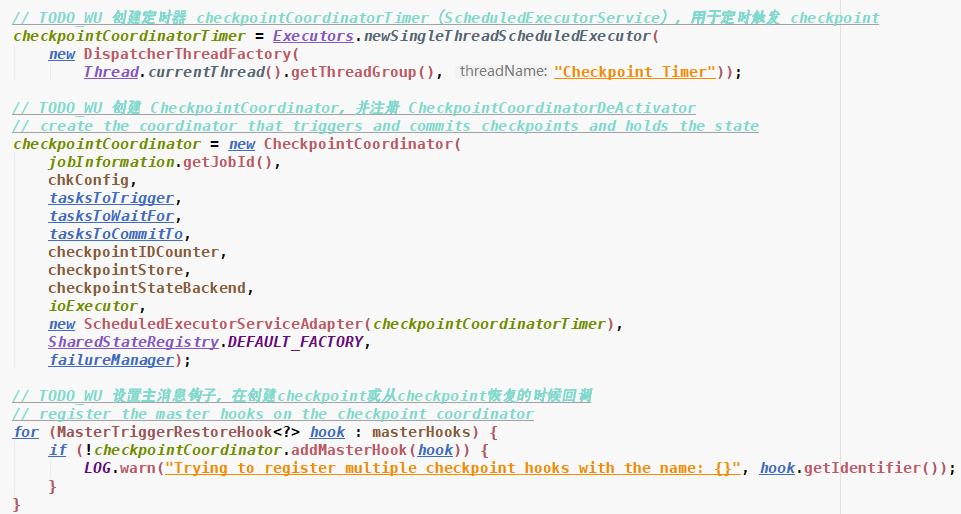 // TODO_WU 创建定时器 checkpointCoordinatorTimer（ScheduledExecutorService），用于定时触发 checkpoint
checkpointCoordinatorTimer = Executors.newSingleThreadScheduledExecutor(
    new DispatcherThreadFactory(
        Thread.currentThread().getThreadGroup(), threadName: "Checkpoint Timer"));
// TODO_WU 创建 CheckpointCoordinator，并注册 CheckpointCoordinatorDeActivator
// create the coordinator that triggers and commits checkpoints and holds the state
checkpointCoordinator = new CheckpointCoordinator(
    jobInformation.getJobId(),
    chkConfig,
    tasksToTrigger,
    tasksToWaitFor,
    tasksToCommitTo,
    checkpointIDCounter,
    checkpointStore,
    checkpointStateBackend,
    ioExecutor,
    new ScheduledExecutorServiceAdapter(checkpointCoordinatorTimer),
    SharedStateRegistry.DEFAULT_FACTORY,
    failureManager);
// TODO_WU 设置主消息钩子，在创建checkpoint或从checkpoint恢复的时候回调
// register the master hooks on the checkpoint coordinator
for (MasterTriggerRestoreHook<?> hook : masterHooks) {
    if (!checkpointCoordinator.addMasterHook(hook)) {
        LOG.warn("Trying to register multiple checkpoint hooks with the name: {}", hook.getIdentifier());
    }
}